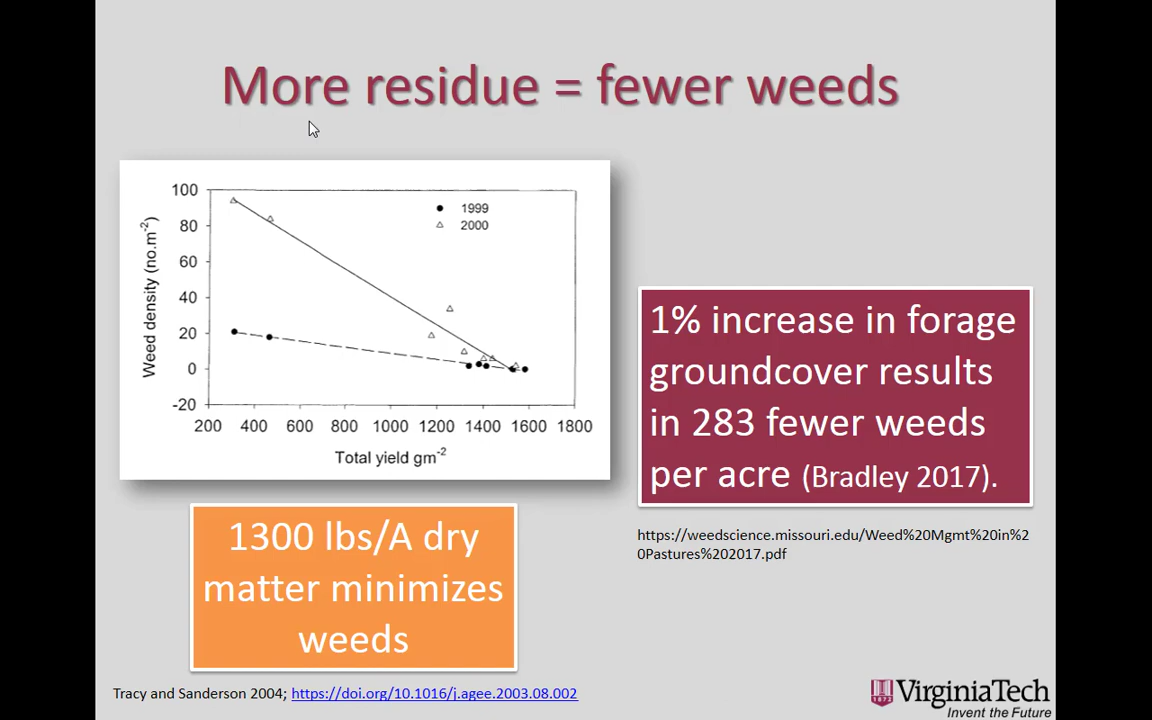 More residue = fewer weeds
100
80
60
40
20
0
-20
Weed density (no.m-2)
1999
2000
200 400 600 800 1000 1200 1400 1600 1800
Total yield gm-2
1% increase in forage
groundcover results
in 283 fewer weeds
per acre (Bradley 2017).
https://weedscience.missouri.edu/Weed%20Mgmt%20in%2
0Pastures%202017.pdf
1300 lbs/A dry
matter minimizes
weeds
Tracy and Sanderson 2004; https://doi.org/10.1016/j.agee.2003.08.002
VirginiaTech
Invent the Future